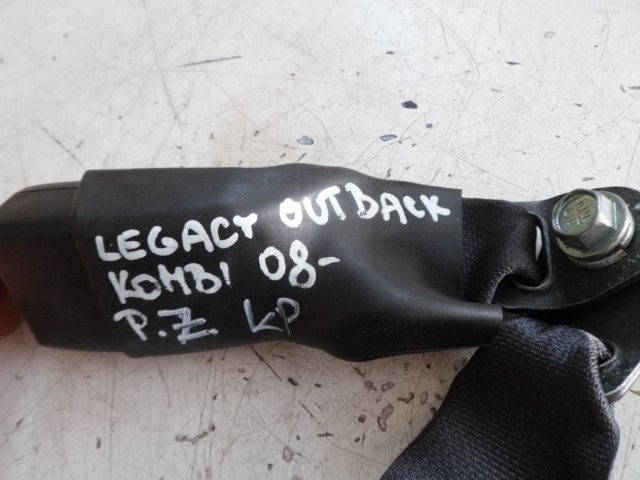 LEGACY OUTBACK
KOMBI 08-
P.Z. KP